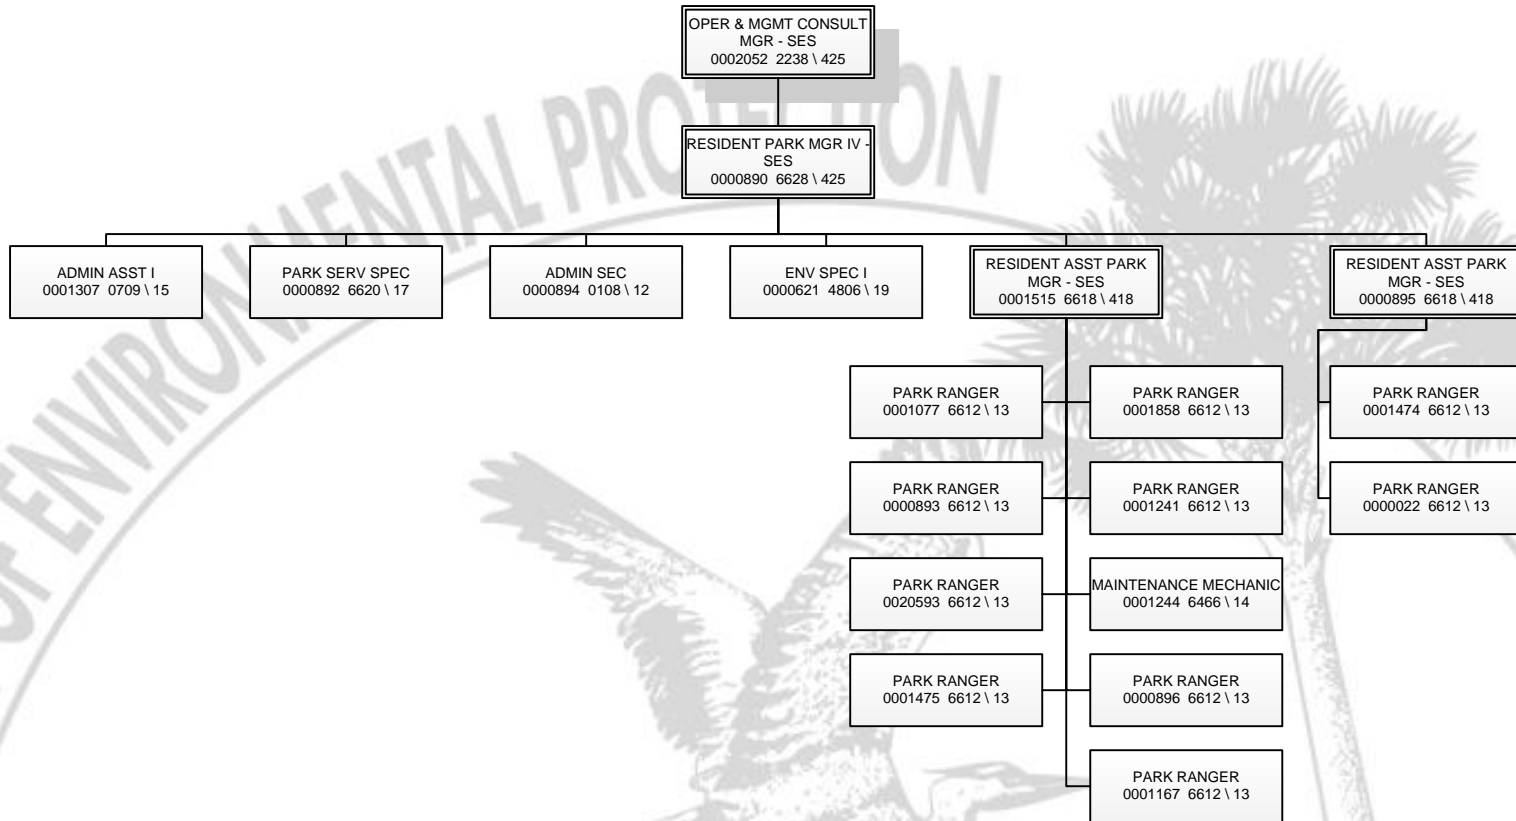 OF ENVIRONMENTAL PROTECTION
OPER & MGMT CONSULT
MGR - SES
0002052 2238 \ 425
RESIDENT PARK MGR IV -
SES
0000890 6628 \ 425
ADMIN ASST I
0001307 0709 \ 15
PARK SERV SPEC
0000892 6620 \ 17
ADMIN SEC
0000894 0108 \ 12
ENV SPEC I
0000621 4806 \ 19
RESIDENT ASST PARK
MGR - SES
0001515 6618 \ 418
RESIDENT ASST PARK
MGR - SES
0000895 6618 \ 418
PARK RANGER
0001077 6612 \ 13
PARK RANGER
0001858 6612 \ 13
PARK RANGER
0001474 6612 \ 13
PARK RANGER
0000893 6612 \ 13
PARK RANGER
0001241 6612 \ 13
PARK RANGER
0000022 6612 \ 13
PARK RANGER
0020593 6612 \ 13
MAINTENANCE MECHANIC
0001244 6466 \ 14
PARK RANGER
0001475 6612 \ 13
PARK RANGER
0000896 6612 \ 13
PARK RANGER
0001167 6612 \ 13